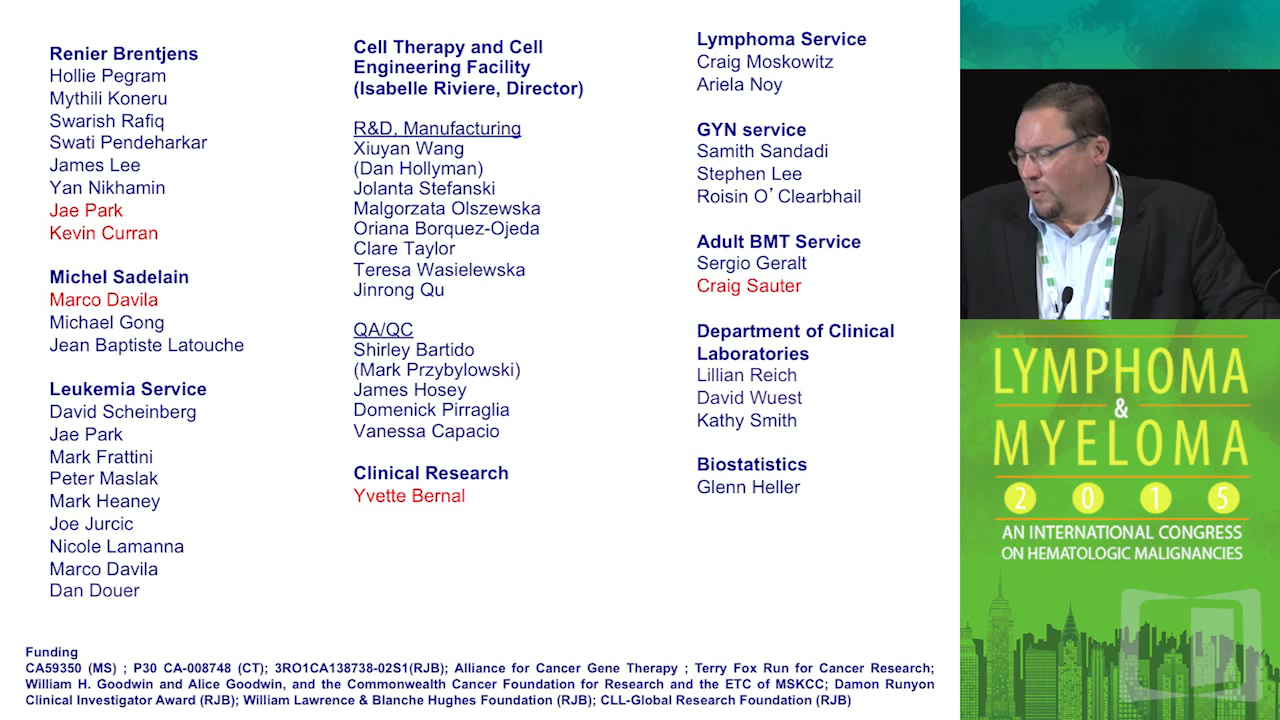 Renier Brentjens
Hollie Pegram
Mythili Koneru
Swarish Rafiq
Swati Pendeharkar
James Lee
Yan Nikhamin
Jae Park
Kevin Curran
Michel Sadelain
Marco Davila
Michael Gong
Jean Baptiste Latouche
Leukemia Service
David Scheinberg
Jae Park
Mark Frattini
Peter Maslak
Mark Heaney
Joe Jurcic
Nicole Lamanna
Marco Davila
Dan Douer
Cell Therapy and Cell
Engineering Facility
(Isabelle Riviere, Director)
R&D, Manufacturing
Xiuyan Wang
(Dan Hollyman)
Jolanta Stefanski
Malgorzata Olszewska
Oriana Borquez-Ojeda
Clare Taylor
Teresa Wasielewska
Jinrong Qu
QA/QC
Shirley Bartido
(Mark Przybylowski)
James Hosey
Domenick Pirraglia
Vanessa Capacio
Clinical Research
Yvette Bernal
Lymphoma Service
Craig Moskowitz
Ariela Noy
GYN service
Samith Sandadi
Stephen Lee
Roisin O’ Clearbhail
Adult BMT Service
Sergio Geralt
Craig Sauter
Department of Clinical
Laboratories
Lillian Reich
David Wuest
Kathy Smith
Biostatistics
Glenn Heller
Funding
CA59350 (MS) ; P30 CA-008748 (CT); 3RO1CA138738-02S1(RJB); Alliance for Cancer Gene Therapy ; Terry Fox Run for Cancer Research;
William H. Goodwin and Alice Goodwin, and the Commonwealth Cancer Foundation for Research and the ETC of MSKCC; Damon Runyon
Clinical Investigator Award (RJB); William Lawrence & Blanche Hughes Foundation (RJB); CLL-Global Research Foundation (RJB)
LYMPHOMA
&
MYELOMA
2 0 1 5
AN INTERNATIONAL CONGRESS
ON HEMATOLOGIC MALIGNANCIES